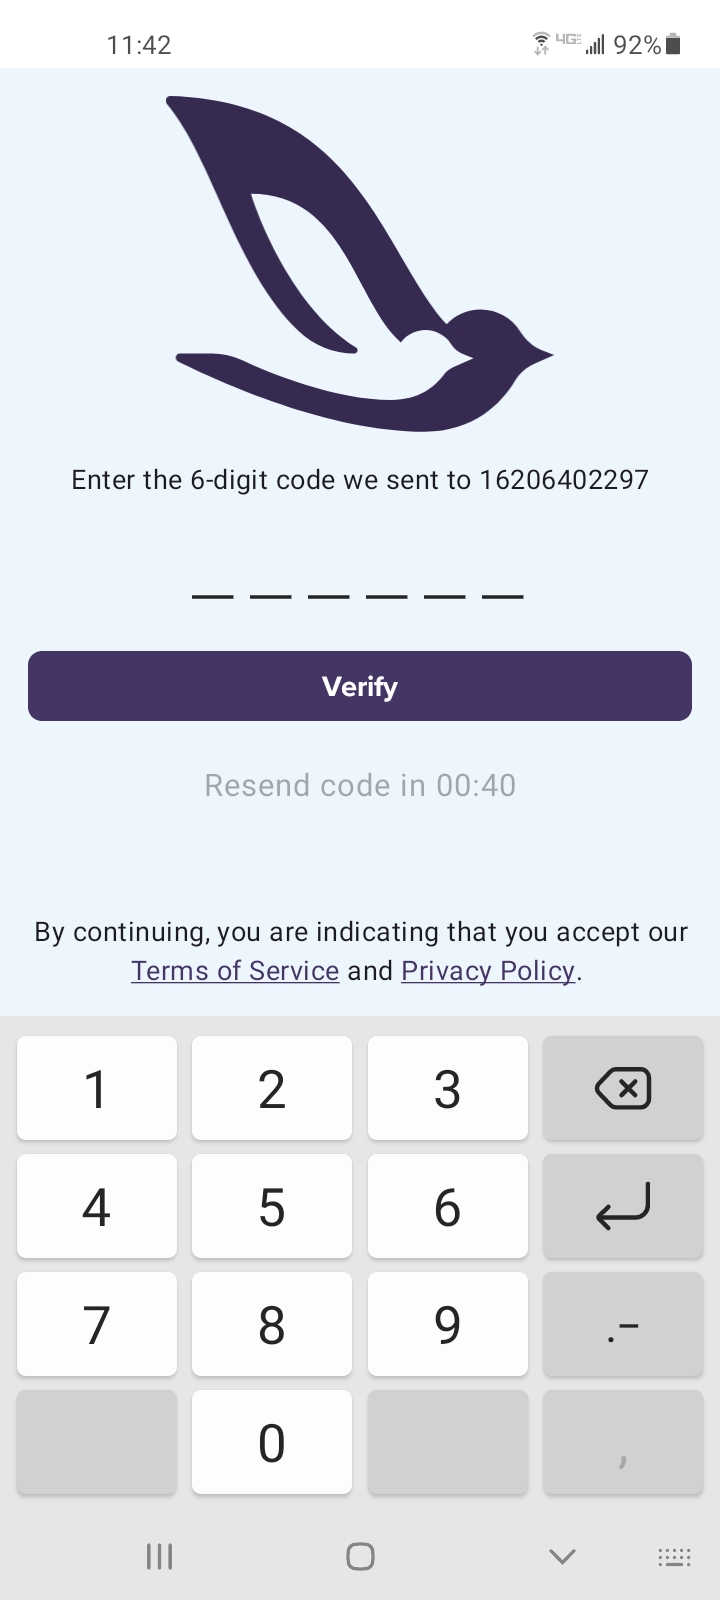 11:42
4G 92%
Enter the 6-digit code we sent to 16206402297
Verify
Resend code in 00:40
By continuing, you are indicating that you accept our
Terms of Service and Privacy Policy.
1 2 3
4 5 6
7 8 9 .-
0 ,